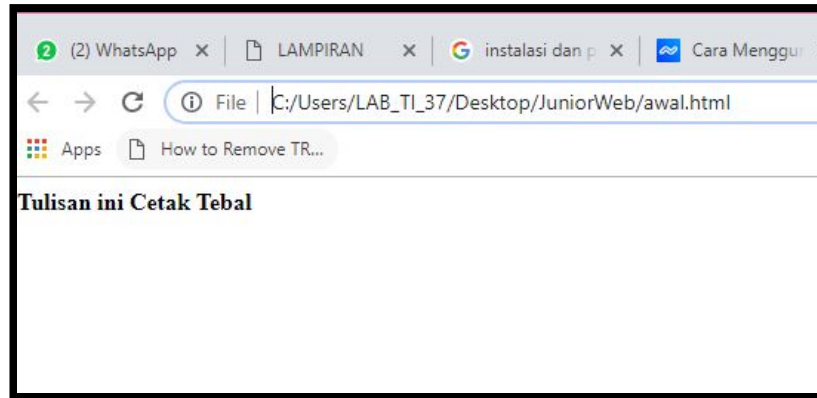 2 (2) WhatsApp LAMPIRAN instalasi dan Cara
File | C:/Users/LAB_TI_37/Desktop/JuniorWeb/awal.html
Apps How to Remove TR...
Tulisan ini Cetak Tebal